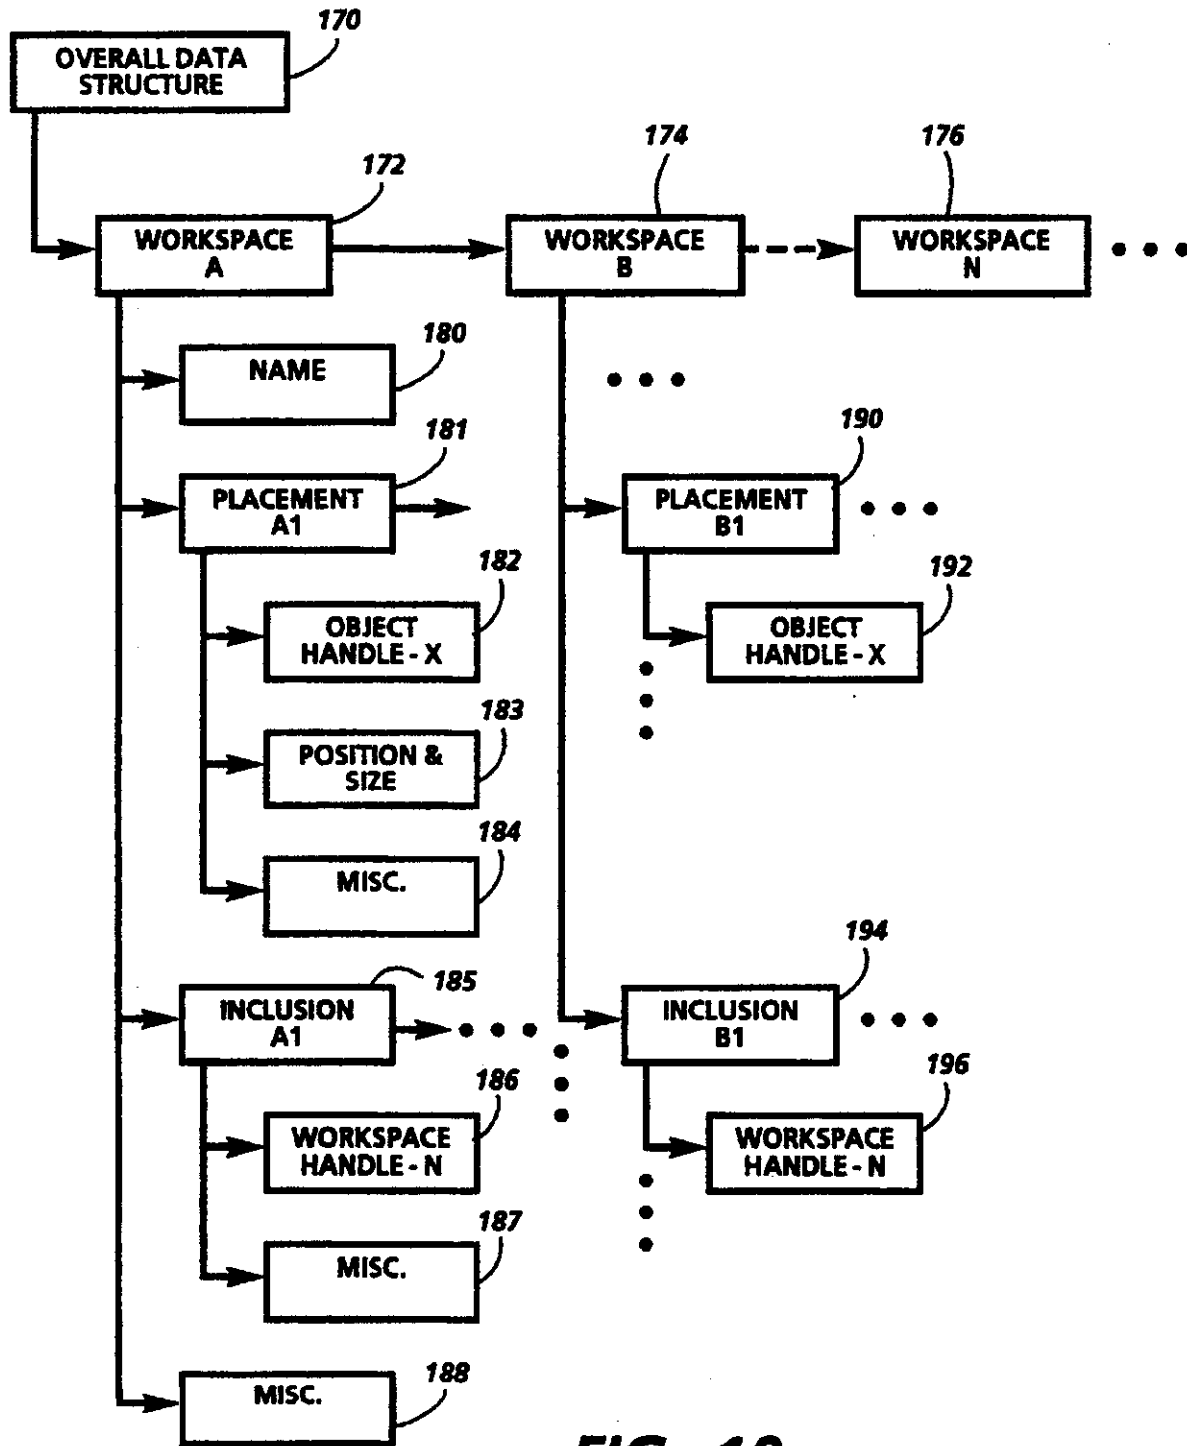 170
OVERALL DATA
STRUCTURE
172
174
176
WORKSPACE
A
WORKSPACE
B
WORKSPACE
N
180
NAME
181
190
PLACEMENT
A1
PLACEMENT
B1
182
192
OBJECT
HANDLE - X
OBJECT
HANDLE - X
183
POSITION &
SIZE
184
MISC.
185
194
INCLUSION
A1
INCLUSION
B1
186
196
WORKSPACE
HANDLE - N
WORKSPACE
HANDLE - N
187
MISC.
188
MISC.
FIG.